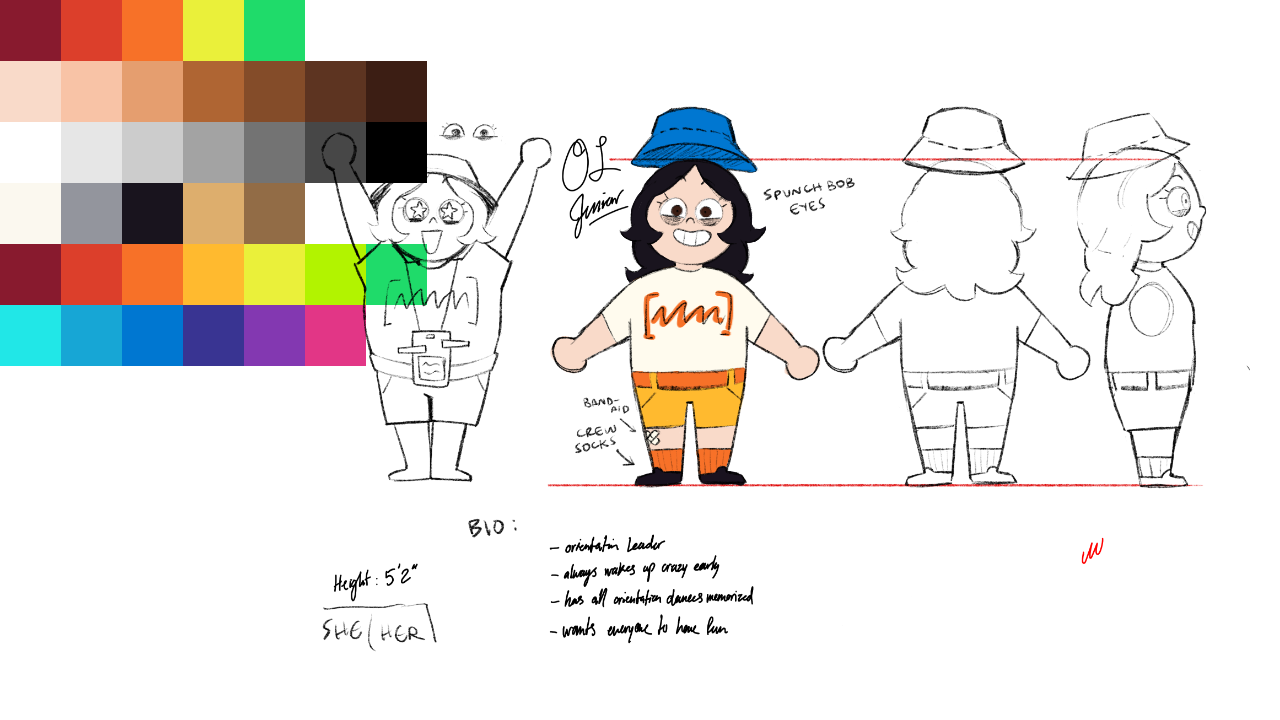 OL
Junior
SPUNCH BOB
EYES
BAND-
AID
CREW
SOCKS
BIO:
- orientatin Leader
- always wakes up crazy early
- has all orientation dances memorized
- wants everyone to have fun
Height: 5'2"
SHE/HER